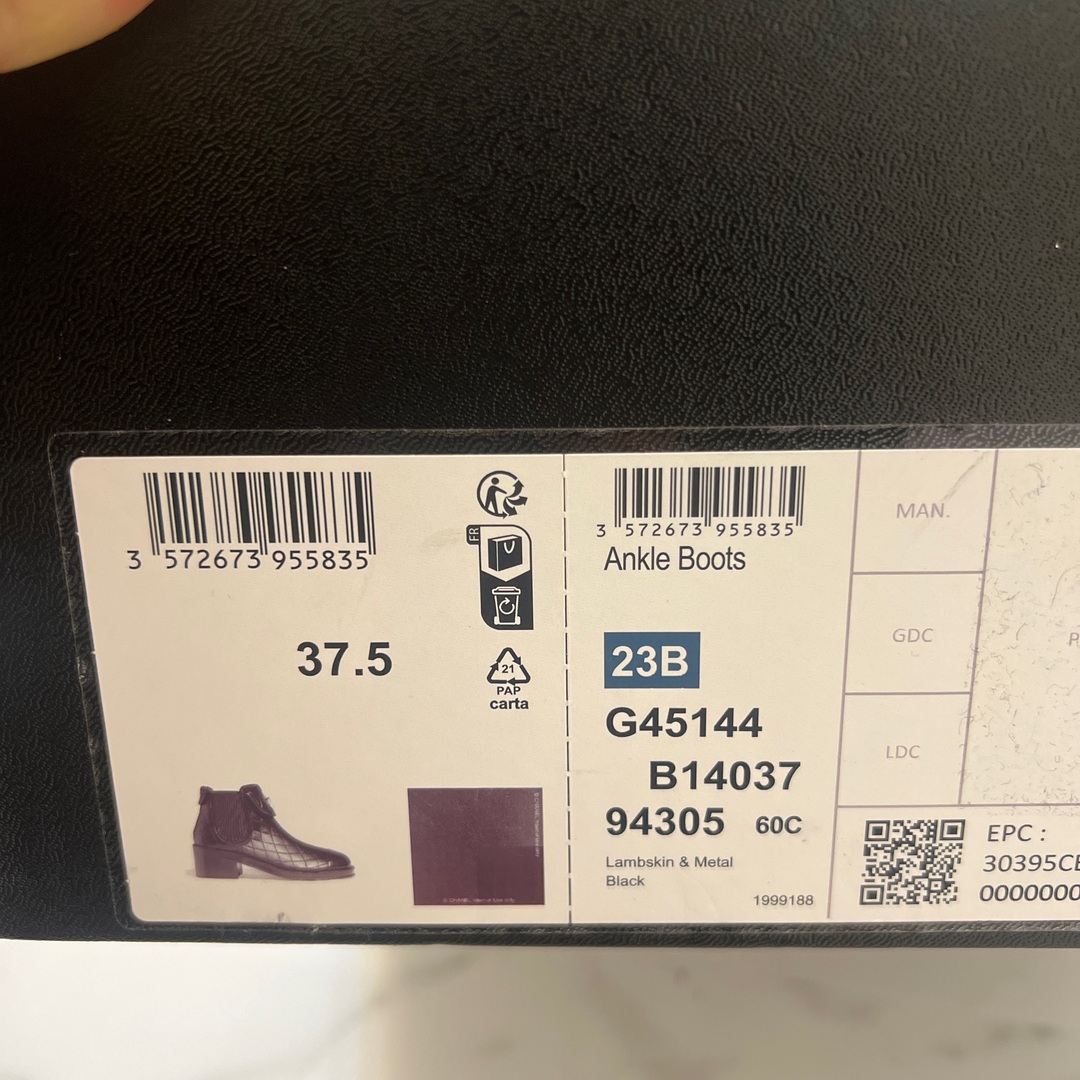 3 572673 955835
FR
37.5
21
PAP
carta
3 572673 955835
Ankle Boots
23B
G45144
B14037
94305 60C
Lambskin & Metal
Black
1999188
MAN.
GDC
LDC
P
EPC :
30395CE
0000000